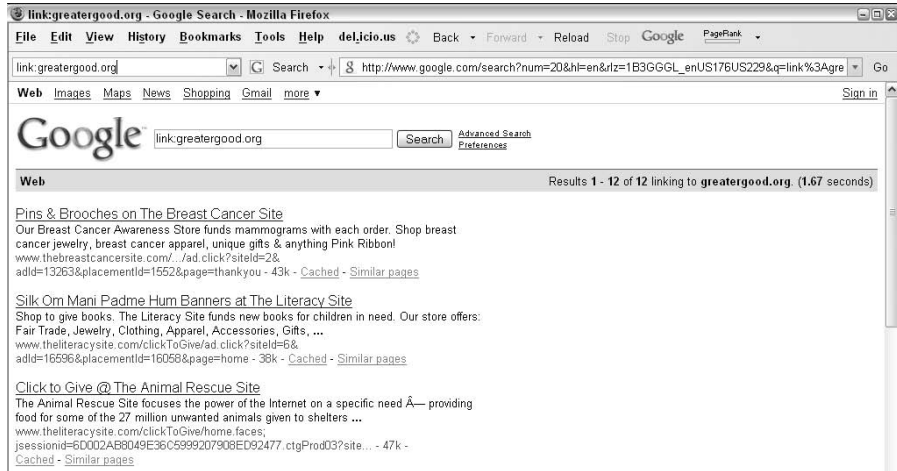 link:greatergood.org - Google Search - Mozilla Firefox
File Edit View History Bookmarks Tools Help del.icio.us Back Forward Reload Stop Google PageRank
link:greatergood.org G Search http://www.google.com/search?num=20&hl=en&rlz=1B3GGGL_enUS176US229&q=link%3Agre Go
Web Images Maps News Shopping Gmail more ▼ Sign in
Google link:greatergood.org Search Advanced Search
Preferences
Web Results 1 - 12 of 12 linking to greatergood.org. (1.67 seconds)
Pins & Brooches on The Breast Cancer Site
Our Breast Cancer Awareness Store funds mammograms with each order. Shop breast
cancer jewelry, breast cancer apparel, unique gifts & anything Pink Ribbon!
www.thebreastcancersite.com/.../ad.click?siteId=2&
adId=13263&placementId=1552&page=thankyou - 43k - Cached - Similar pages
Silk Om Mani Padme Hum Banners at The Literacy Site
Shop to give books. The Literacy Site funds new books for children in need. Our store offers:
Fair Trade, Jewelry, Clothing, Apparel, Accessories, Gifts, ...
www.theliteracysite.com/clickToGive/ad.click?siteId=6&
adId=16596&placementId=16058&page=home - 38k - Cached - Similar pages
Click to Give @ The Animal Rescue Site
The Animal Rescue Site focuses the power of the Internet on a specific need Â— providing
food for some of the 27 million unwanted animals given to shelters ...
www.theliteracysite.com/clickToGive/home.faces;
jsessionid=6D002AB8049E36C5999207908ED92477.ctgProd03?site... - 47k -
Cached - Similar pages